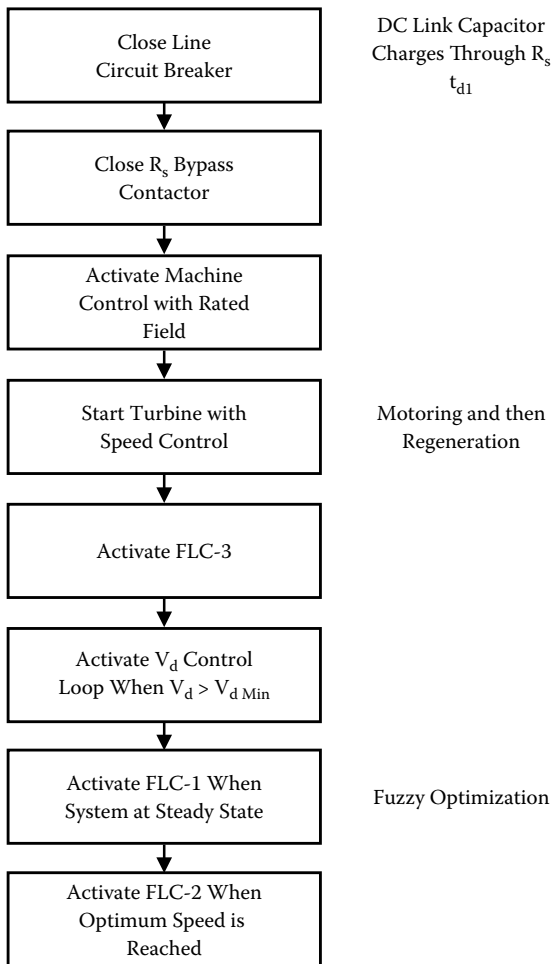 Close Line
Circuit Breaker
DC Link Capacitor
Charges Through Rs
td1
Close Rs Bypass
Contactor
Activate Machine
Control with Rated
Field
Start Turbine with
Speed Control
Motoring and then
Regeneration
Activate FLC-3
Activate Vd Control
Loop When Vd > Vd Min
Activate FLC-1 When
System at Steady State
Fuzzy Optimization
Activate FLC-2 When
Optimum Speed is
Reached